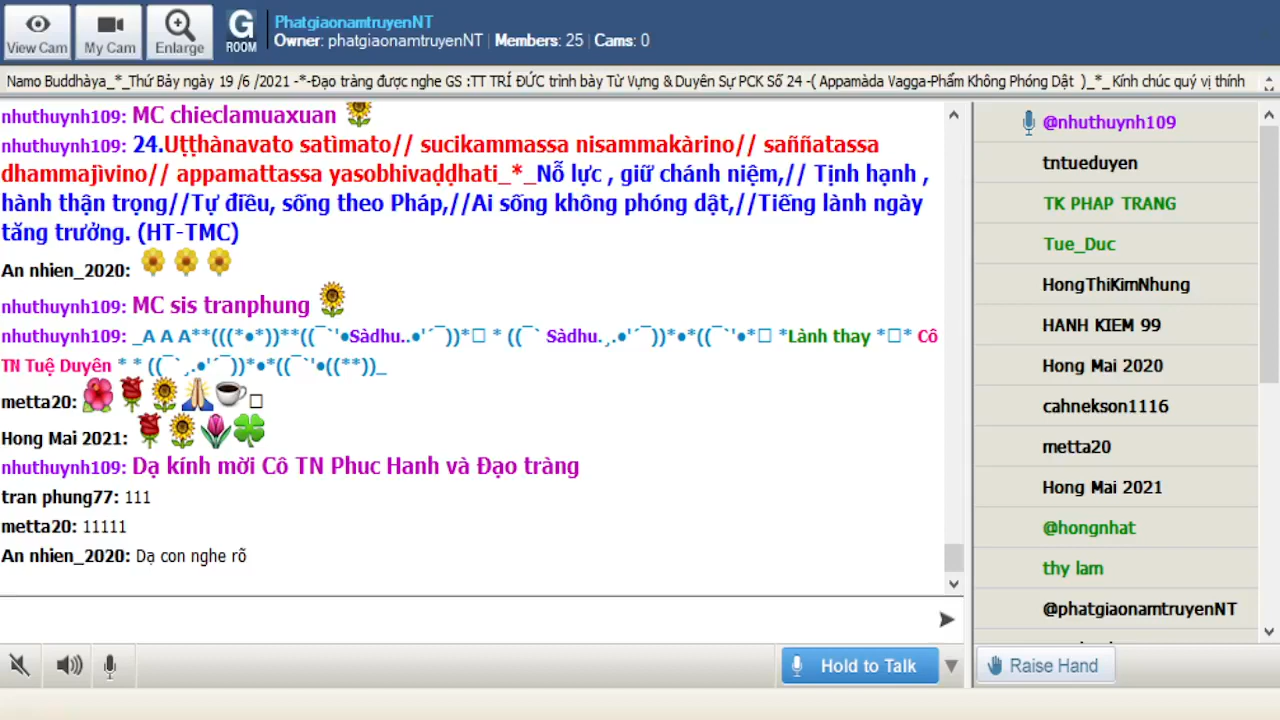 View Cam
My Cam
Enlarge
G
ROOM
PhatgiaonamtruyenNT
Owner: phatgiaonamtruyenNT | Members: 25 | Cams: 0
Namo Buddhàya_*_Thứ Bảy ngày 19 /6 /2021 -*-Đạo tràng được nghe GS :TT TRÍ ĐỨC trình bày Từ Vựng & Duyên Sự PCK Số 24 -( Appamàda Vagga-Phẩm Không Phóng Dật )_*_Kính chúc quý vị thính
nhuthuynh109: MC chieclamuaxuan
nhuthuynh109: 24.Uṭṭhànavato satìmato// sucikammassa nisammakàrino// saññatassa
dhammajìvino// appamattassa yasobhivaḍḍhati_*_Nỗ lực , giữ chánh niệm,// Tịnh hạnh ,
hành thận trọng//Tự điều, sống theo Pháp,//Ai sống không phóng dật,//Tiếng lành ngày
tăng trưởng. (HT-TMC)
An nhien_2020:
nhuthuynh109: MC sis tranphung
nhuthuynh109: _A A A**(((*•*))**((¯`'•Sàdhu..•'´¯))*□ * ((¯` Sàdhu.¸.•'´¯))*•*((¯`'•*□ *Lành thay *□* Cô
TN Tuệ Duyên * * ((¯`¸.•'´¯))*•*((¯`'•((**))_
metta20:
Hong Mai 2021:
nhuthuynh109: Dạ kính mời Cô TN Phuc Hanh và Đạo tràng
tran phung77: 111
metta20: 11111
An nhien_2020: Dạ con nghe rõ
Hold to Talk
@nhuthuynh109
tntueduyen
TK PHAP TRANG
Tue_Duc
HongThiKimNhung
HANH KIEM 99
Hong Mai 2020
cahnekson1116
metta20
Hong Mai 2021
@hongnhat
thy lam
@phatgiaonamtruyenNT
Raise Hand